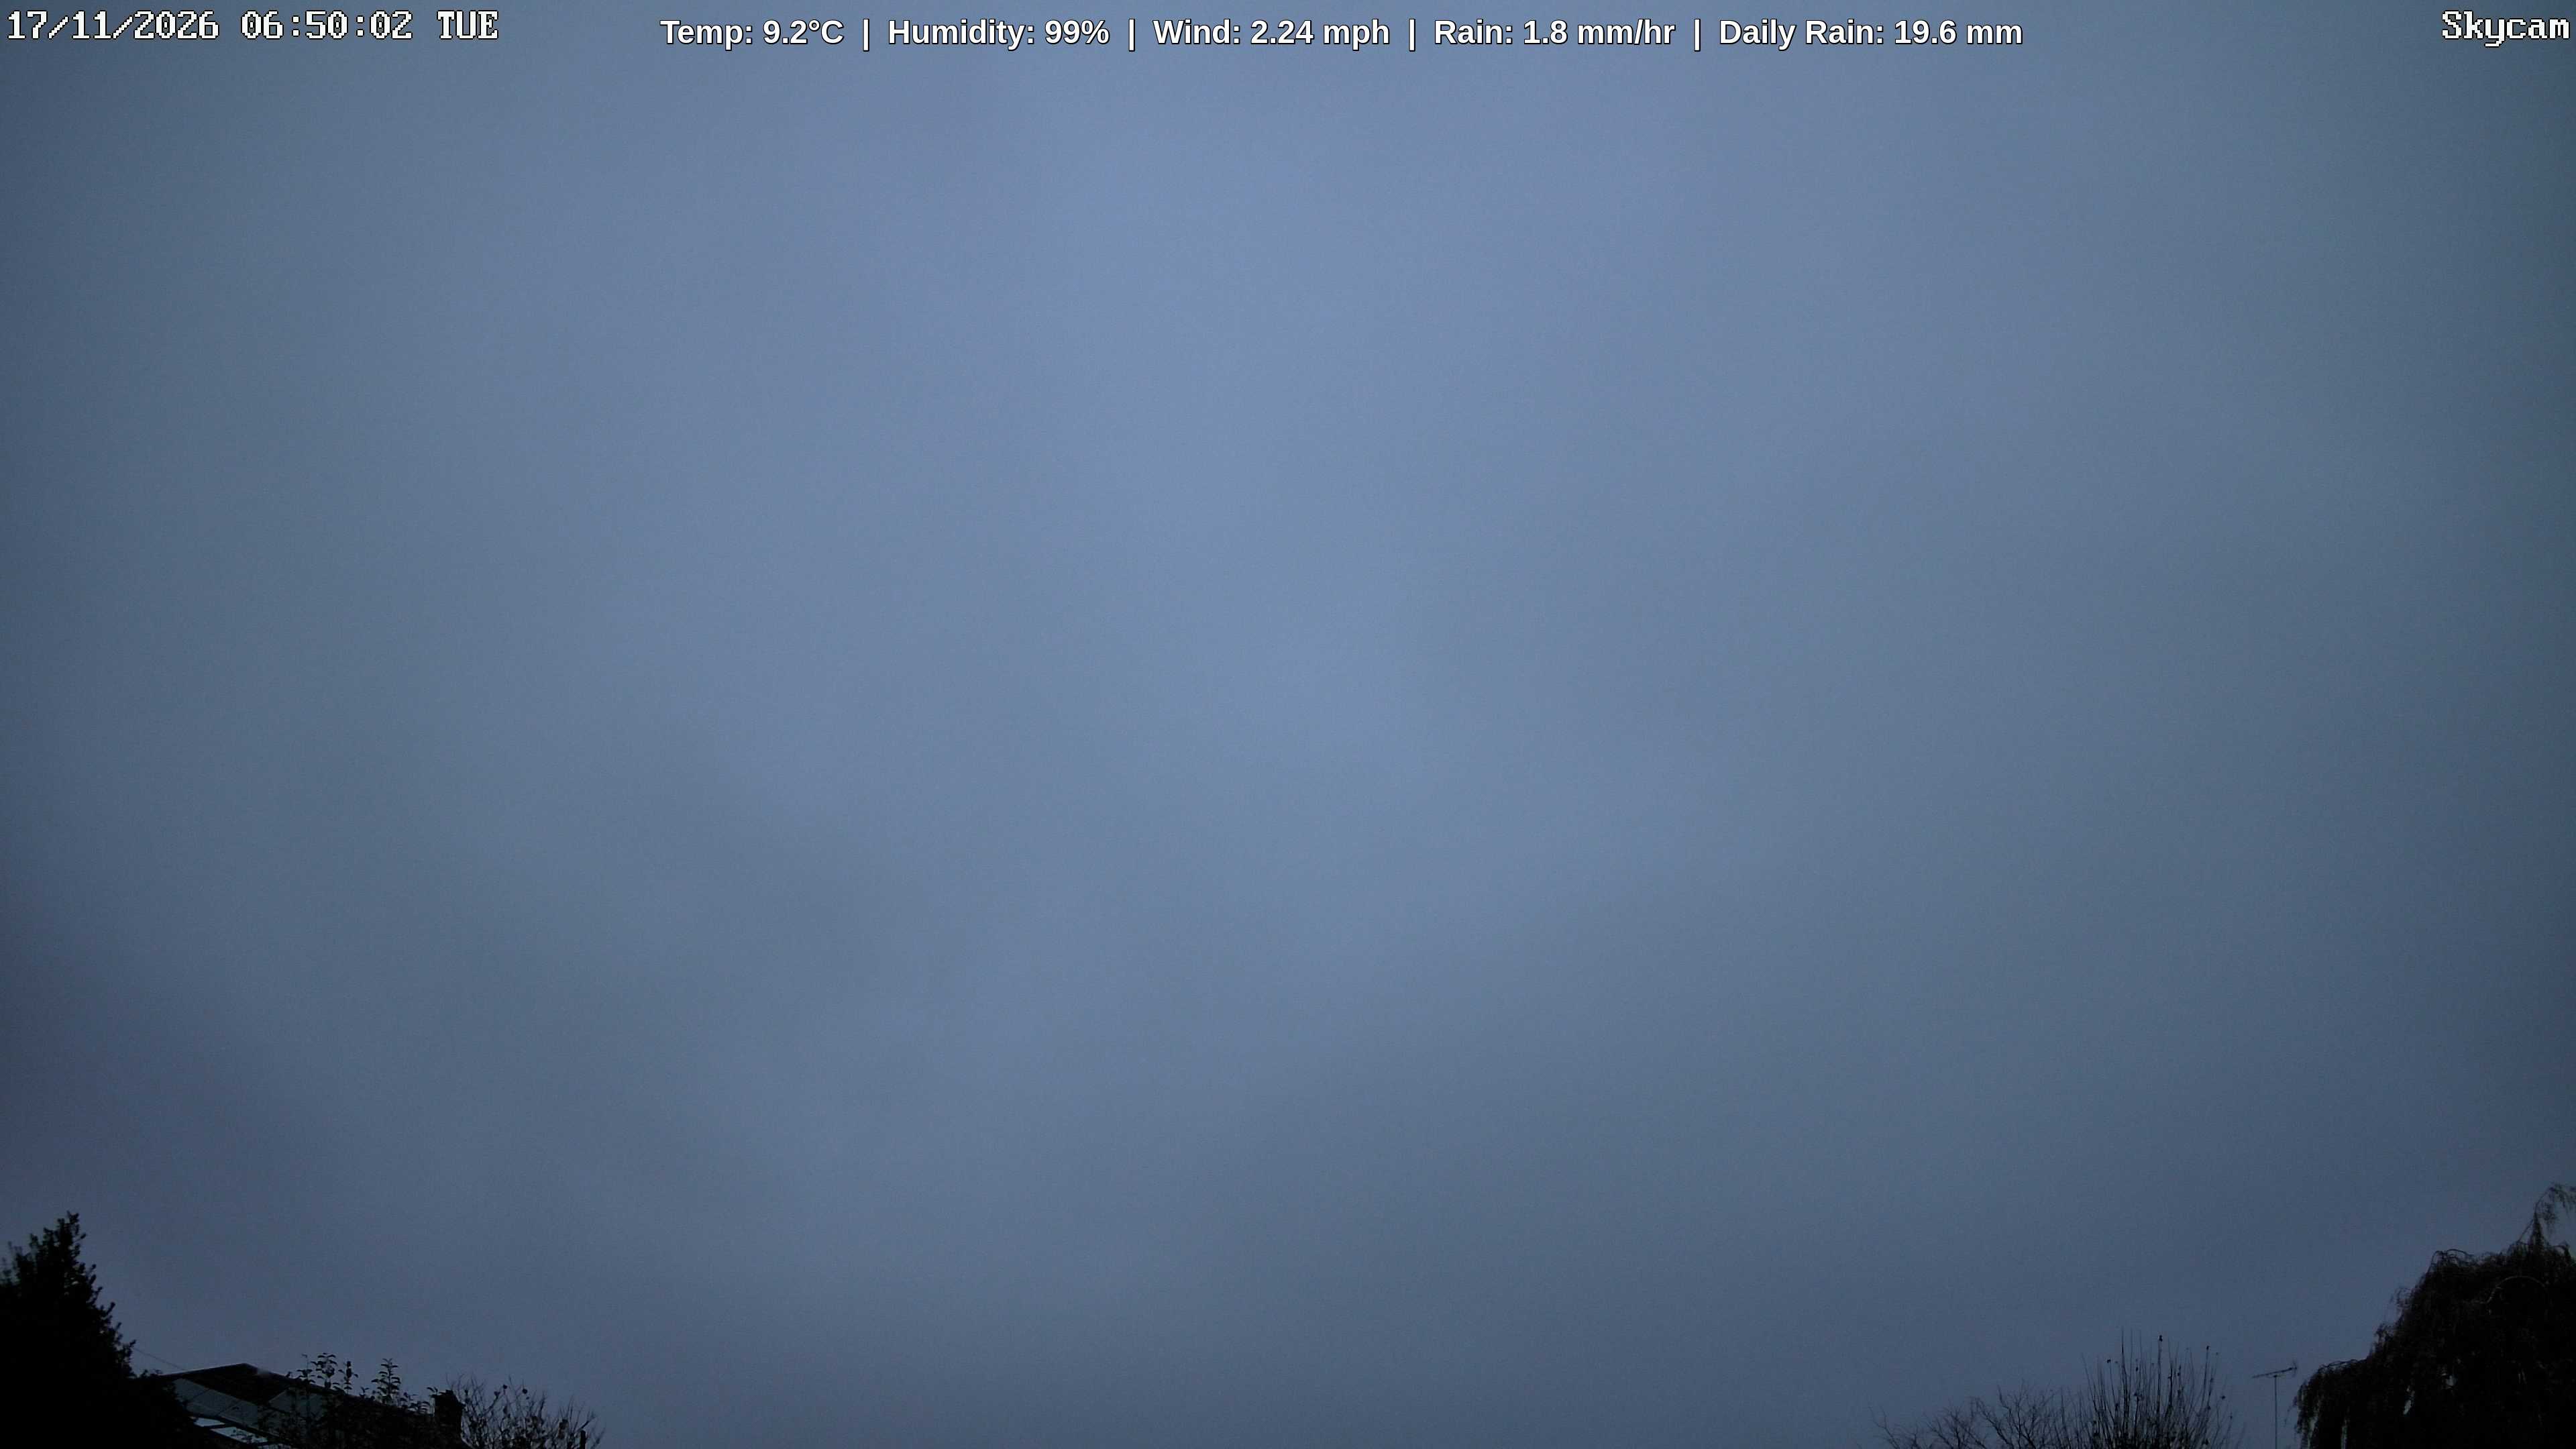 17/11/2026 06:50:02 TUE
Temp: 9.2°C | Humidity: 99% | Wind: 2.24 mph | Rain: 1.8 mm/hr | Daily Rain: 19.6 mm
Skycam